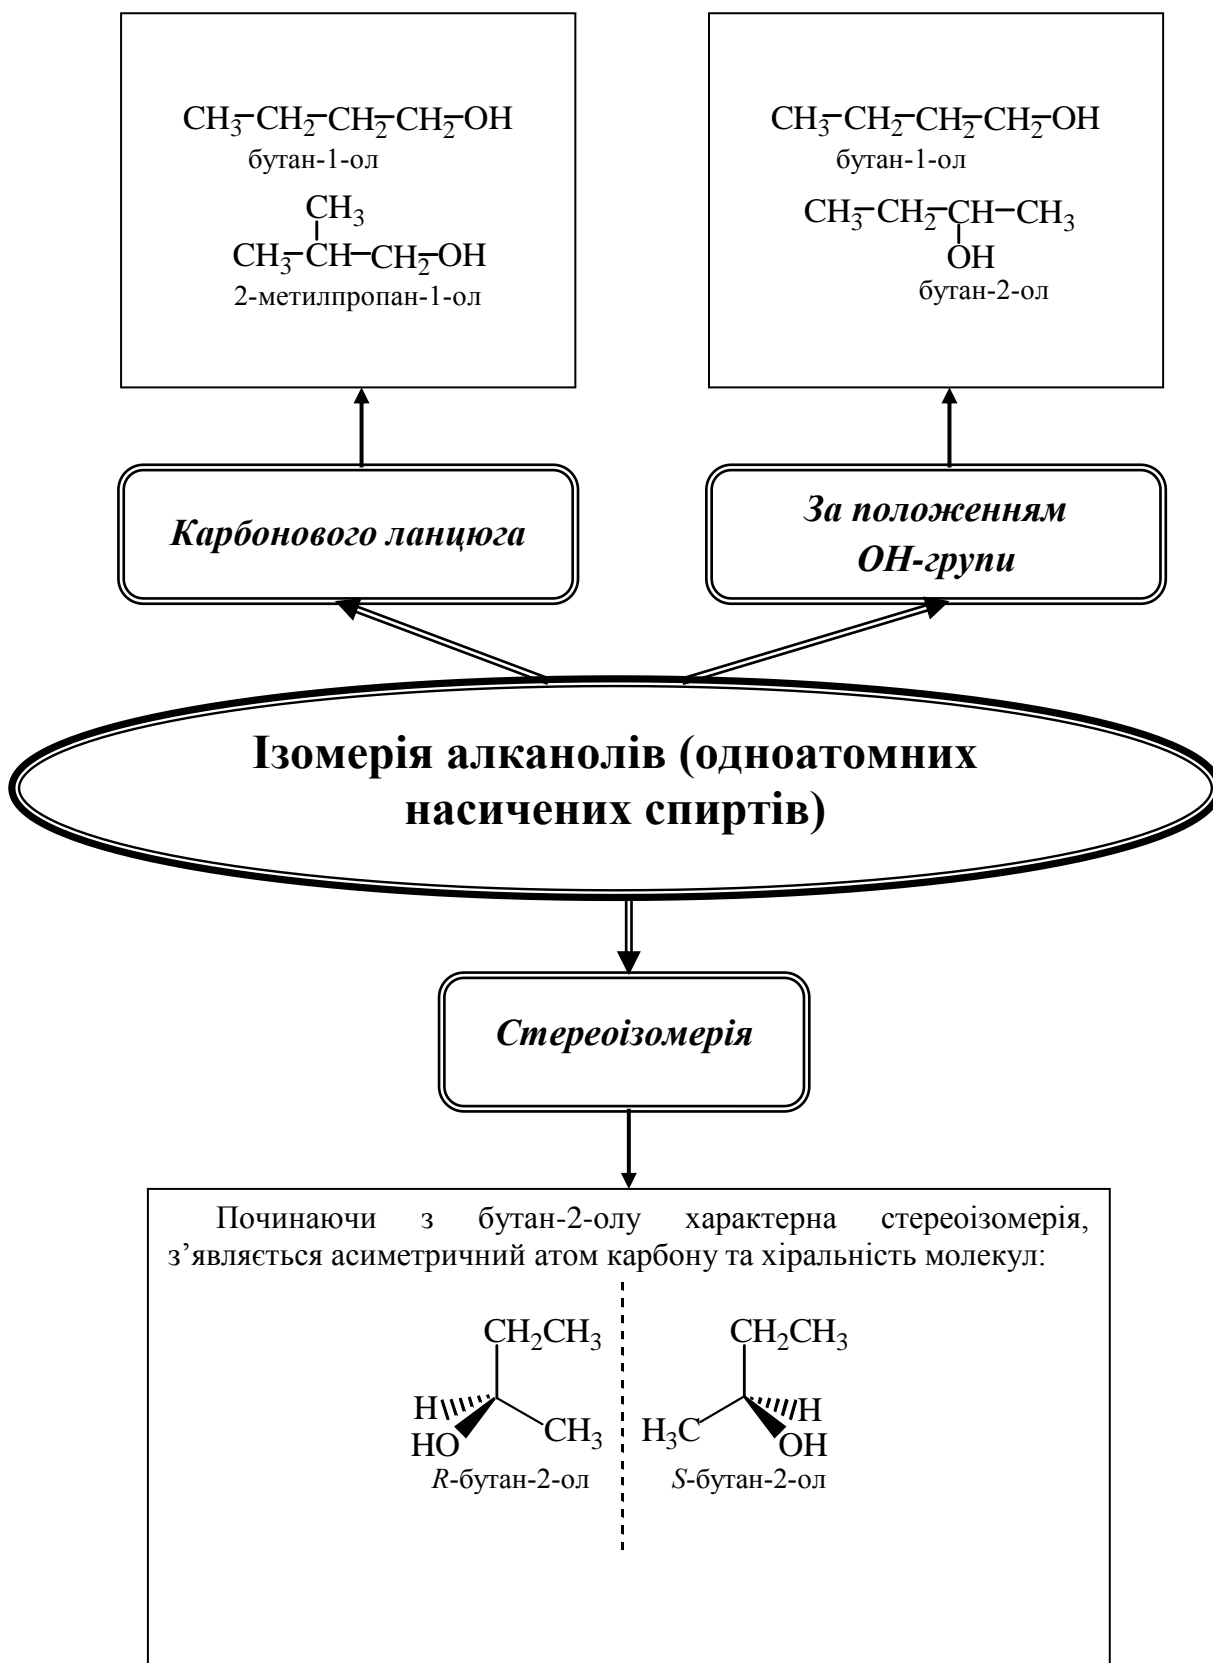 CH₃–CH₂–CH₂–CH₂–OH
бутан-1-ол
CH₃
CH₃–CH–CH₂–OH
2-метилпропан-1-ол
CH₃–CH₂–CH₂–CH₂–OH
бутан-1-ол
CH₃–CH₂–CH–CH₃
OH
бутан-2-ол
Карбонового ланцюга
За положенням
ОН-групи
Ізомерія алканолів (одноатомних
насичених спиртів)
Стереоізомерія
Починаючи з бутан-2-олу характерна стереоізомерія,
з’являється асиметричний атом карбону та хіральність молекул:
CH₂CH₃
H
HO
CH₃
R-бутан-2-ол
CH₂CH₃
H
H₃C
OH
S-бутан-2-ол